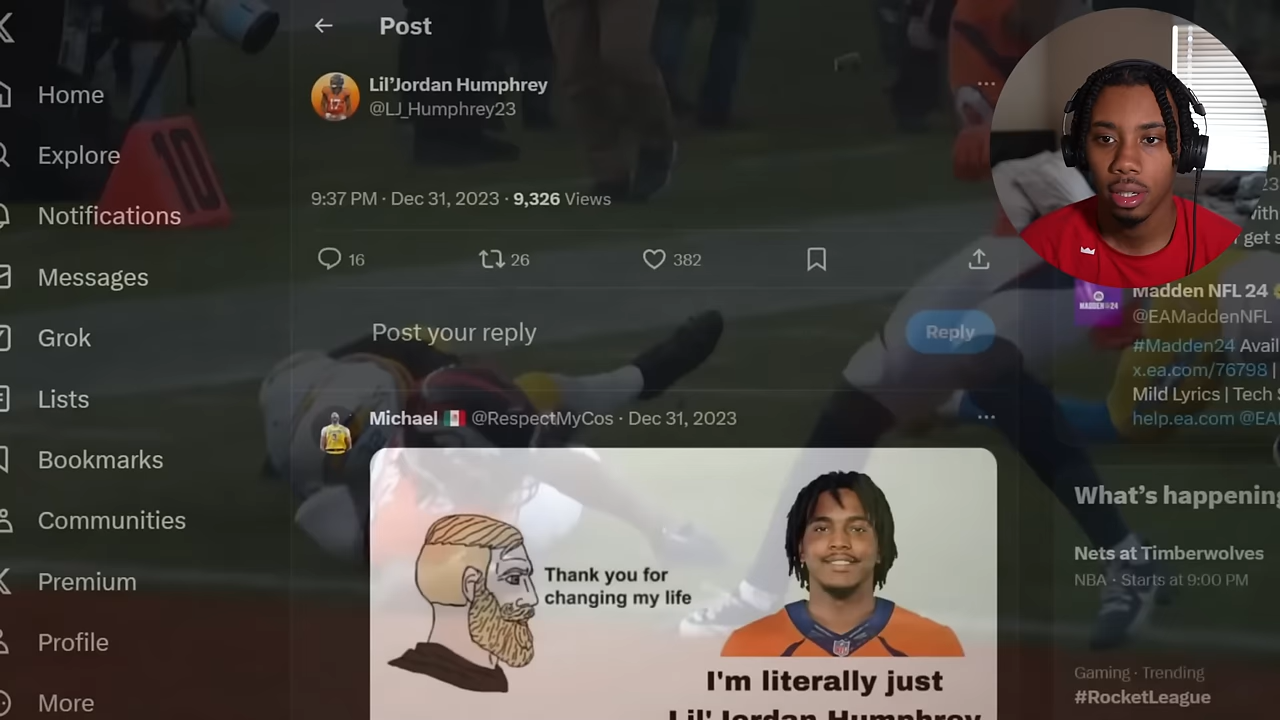 Post
Lil'Jordan Humphrey
@LJ_Humphrey23
9:37 PM · Dec 31, 2023 · 9,326 Views
16
26
382
Post your reply
Reply
Michael 🇲🇽 @RespectMyCos · Dec 31, 2023
Thank you for
changing my life
I'm literally just
Lil' Jordan Humphrey
Home
Explore
Notifications
Messages
Grok
Lists
Bookmarks
Communities
Premium
Profile
More
10
get
Madden NFL 24
@EAMaddenNFL
#Madden24 Avail
x.ea.com/76798 |
Mild Lyrics | Tech
help.ea.com @EA
What's happening
Nets at Timberwolves
NBA · Starts at 9:00 PM
Gaming · Trending
#RocketLeague